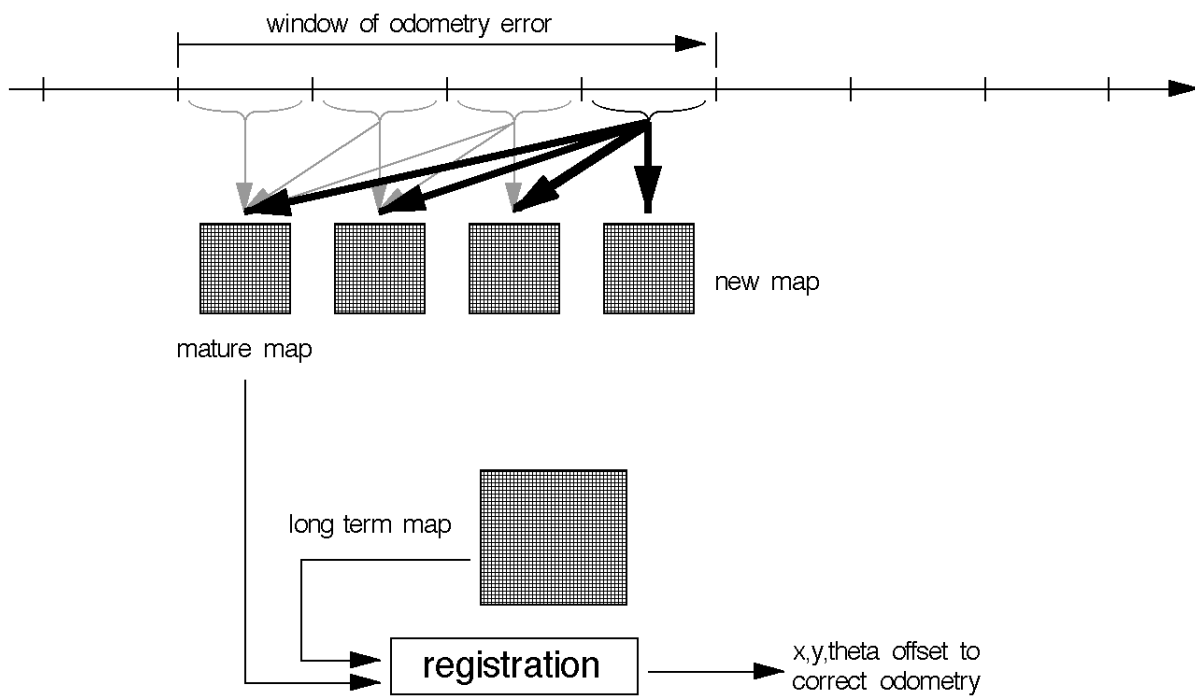 window of odometry error
new map
mature map
long term map
registration
x,y,theta offset to
correct odometry